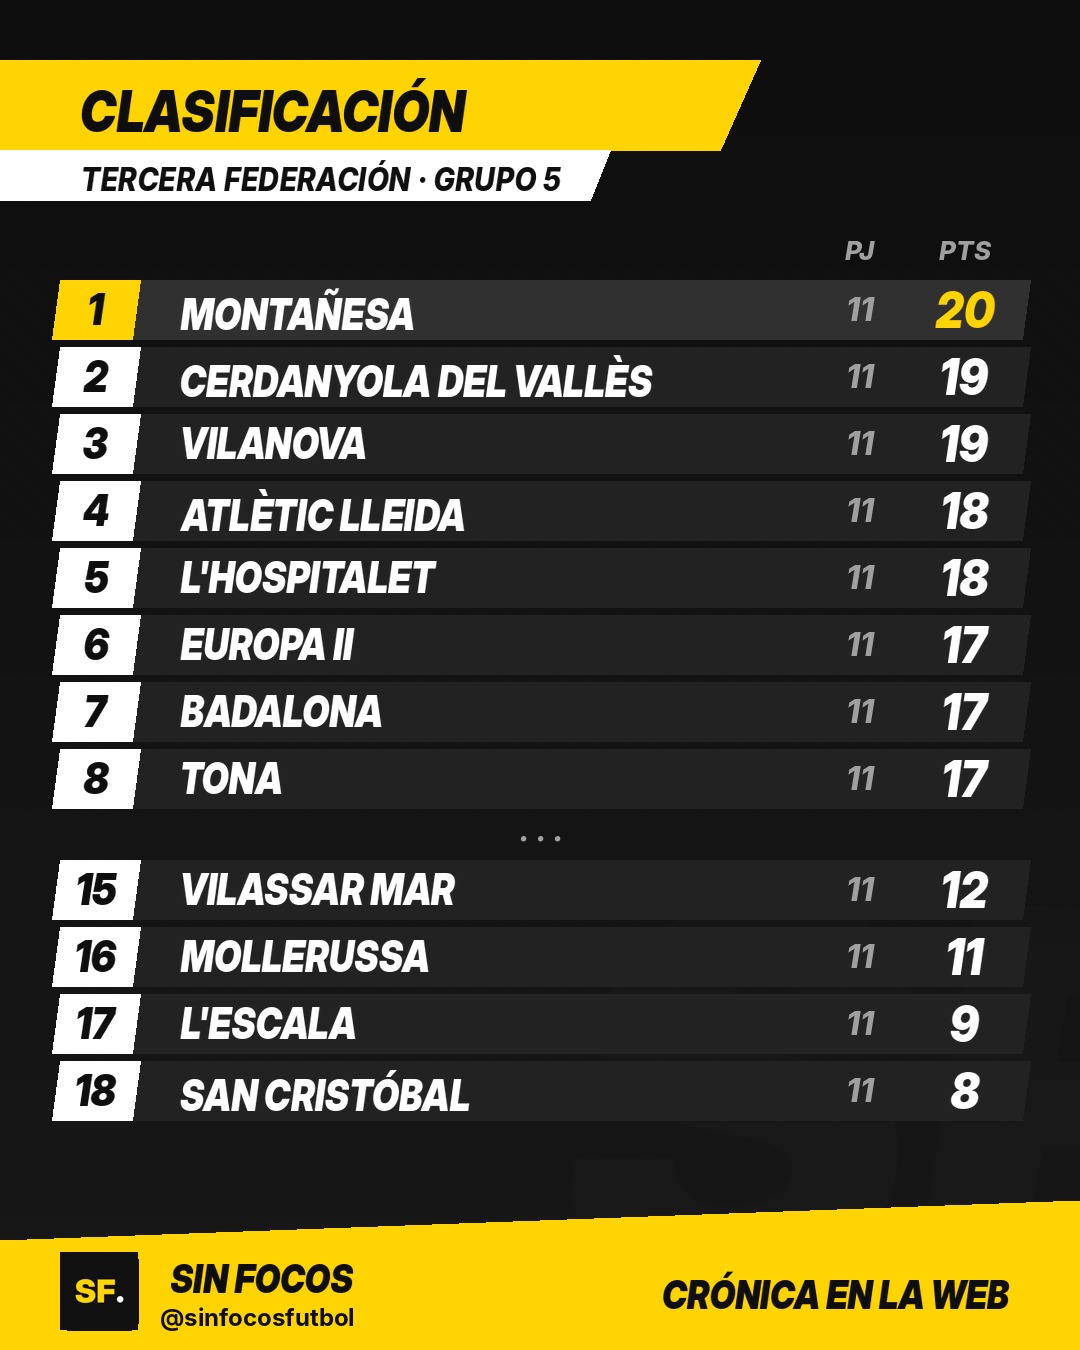 CLASIFICACIÓN
TERCERA FEDERACIÓN · GRUPO 5
PJ PTS
1 MONTAÑESA 11 20
2 CERDANYOLA DEL VALLÈS 11 19
3 VILANOVA 11 19
4 ATLÈTIC LLEIDA 11 18
5 L'HOSPITALET 11 18
6 EUROPA II 11 17
7 BADALONA 11 17
8 TONA 11 17
...
15 VILASSAR MAR 11 12
16 MOLLERUSSA 11 11
17 L'ESCALA 11 9
18 SAN CRISTÓBAL 11 8
SF.
SIN FOCOS
@sinfocosfutbol
CRÓNICA EN LA WEB